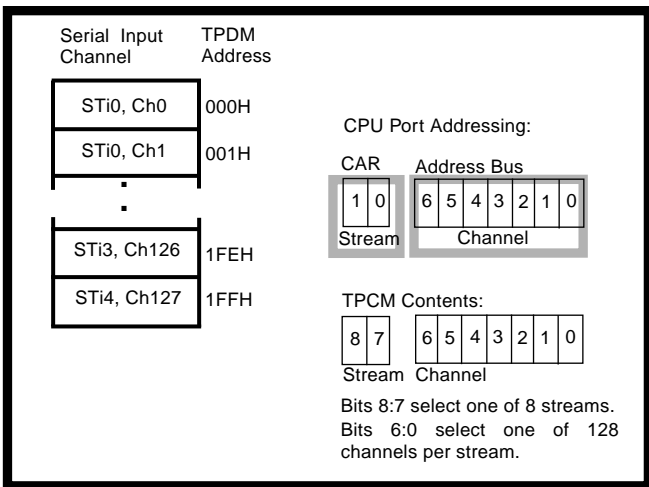 Serial Input Channel
TPDM Address
STi0, Ch0
000H
STi0, Ch1
001H
STi3, Ch126
1FEH
STi4, Ch127
1FFH
CPU Port Addressing:
CAR
Address Bus
1 0
6 5 4 3 2 1 0
Stream
Channel
TPCM Contents:
8 7
6 5 4 3 2 1 0
Stream Channel
Bits 8:7 select one of 8 streams.
Bits 6:0 select one of 128
channels per stream.